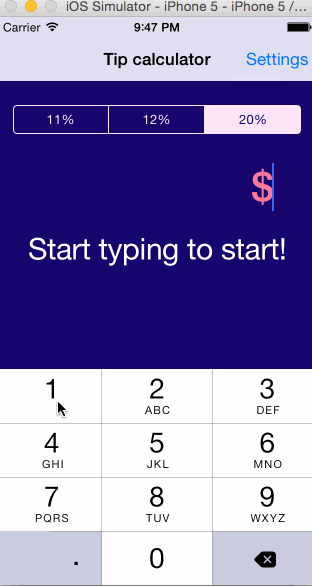 iOS Simulator - iPhone 5 - iPhone 5 /...
Carrier 9:47 PM
Tip calculator Settings
11% 12% 20%
$
Start typing to start!
1 2 3
ABC DEF
4 5 6
GHI JKL MNO
7 8 9
PQRS TUV WXYZ
. 0